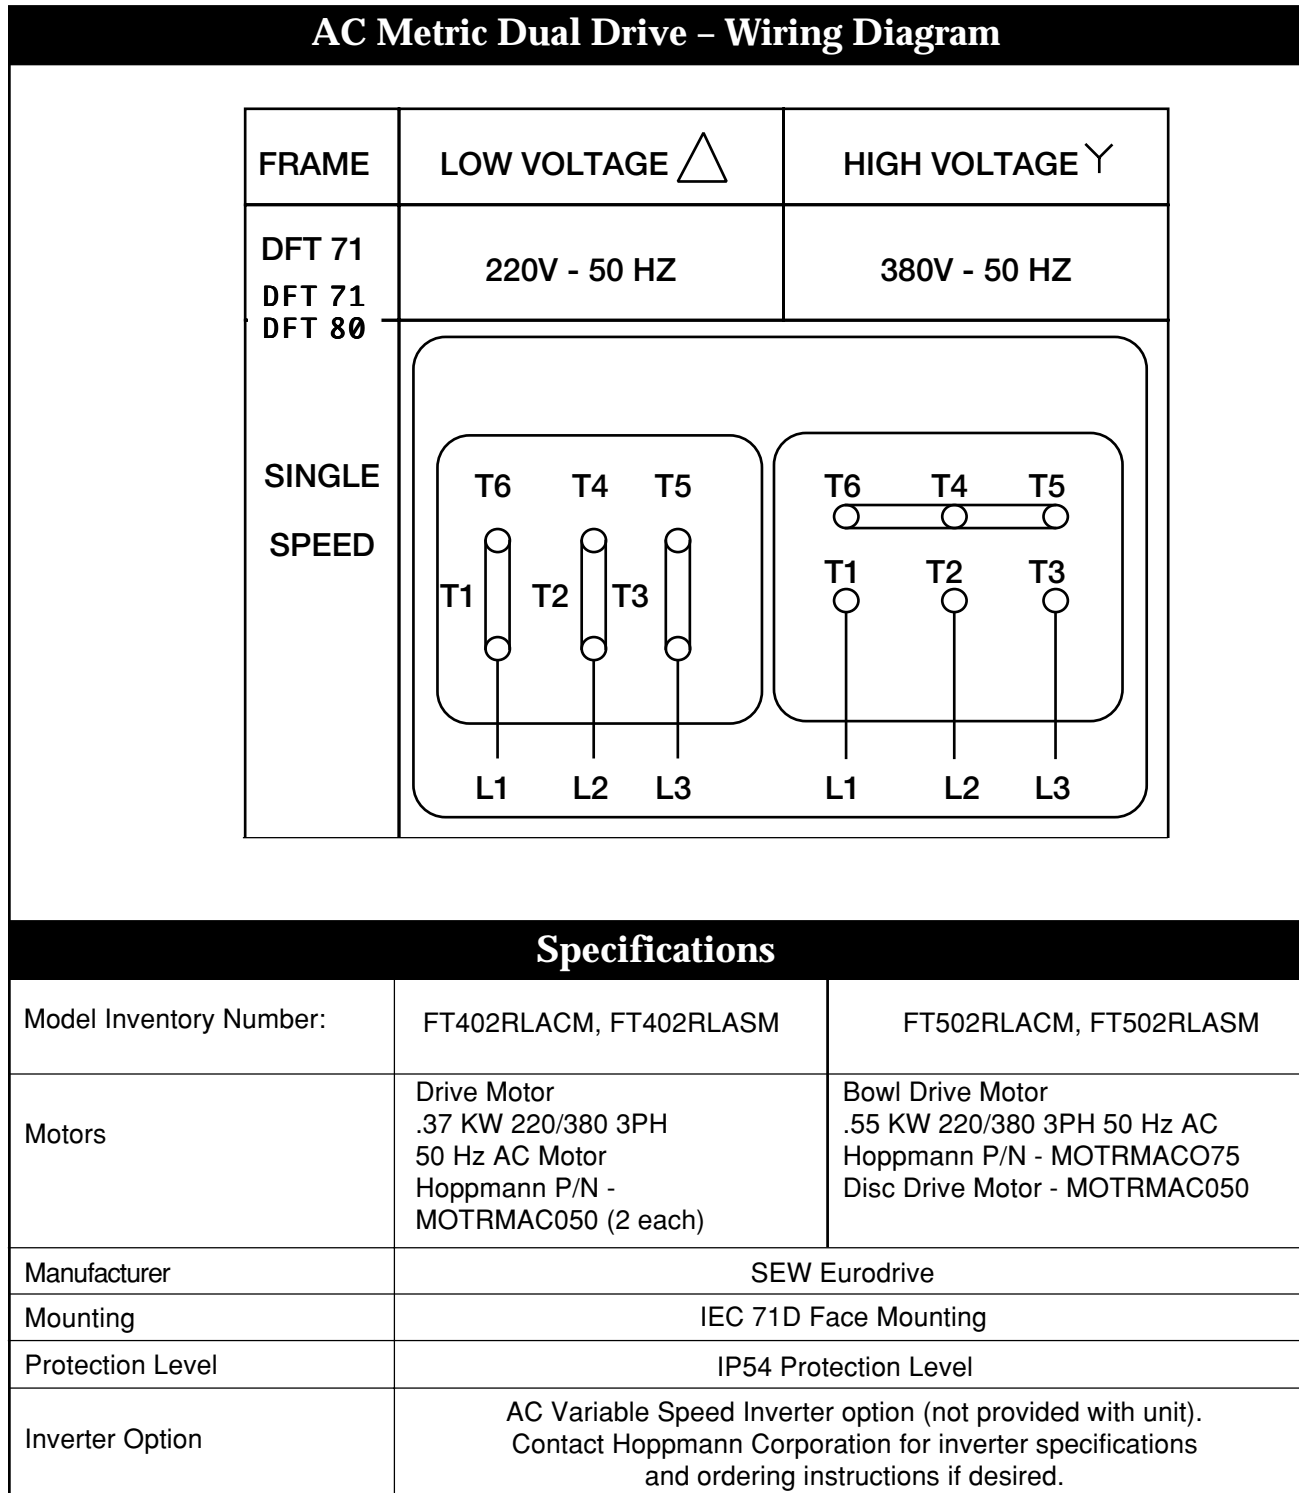 AC Metric Dual Drive – Wiring Diagram
FRAME
LOW VOLTAGE
HIGH VOLTAGE
DFT 71
DFT 71
DFT 80
220V - 50 HZ
380V - 50 HZ
SINGLE
SPEED
T6 T4 T5
T1 T2 T3
L1 L2 L3
T6 T4 T5
T1 T2 T3
L1 L2 L3
Specifications
Model Inventory Number:
FT402RLACM, FT402RLASM
FT502RLACM, FT502RLASM
Motors
Drive Motor
.37 KW 220/380 3PH
50 Hz AC Motor
Hoppmann P/N -
MOTRMAC050 (2 each)
Bowl Drive Motor
.55 KW 220/380 3PH 50 Hz AC
Hoppmann P/N - MOTRMACO75
Disc Drive Motor - MOTRMAC050
Manufacturer
SEW Eurodrive
Mounting
IEC 71D Face Mounting
Protection Level
IP54 Protection Level
Inverter Option
AC Variable Speed Inverter option (not provided with unit).
Contact Hoppmann Corporation for inverter specifications
and ordering instructions if desired.